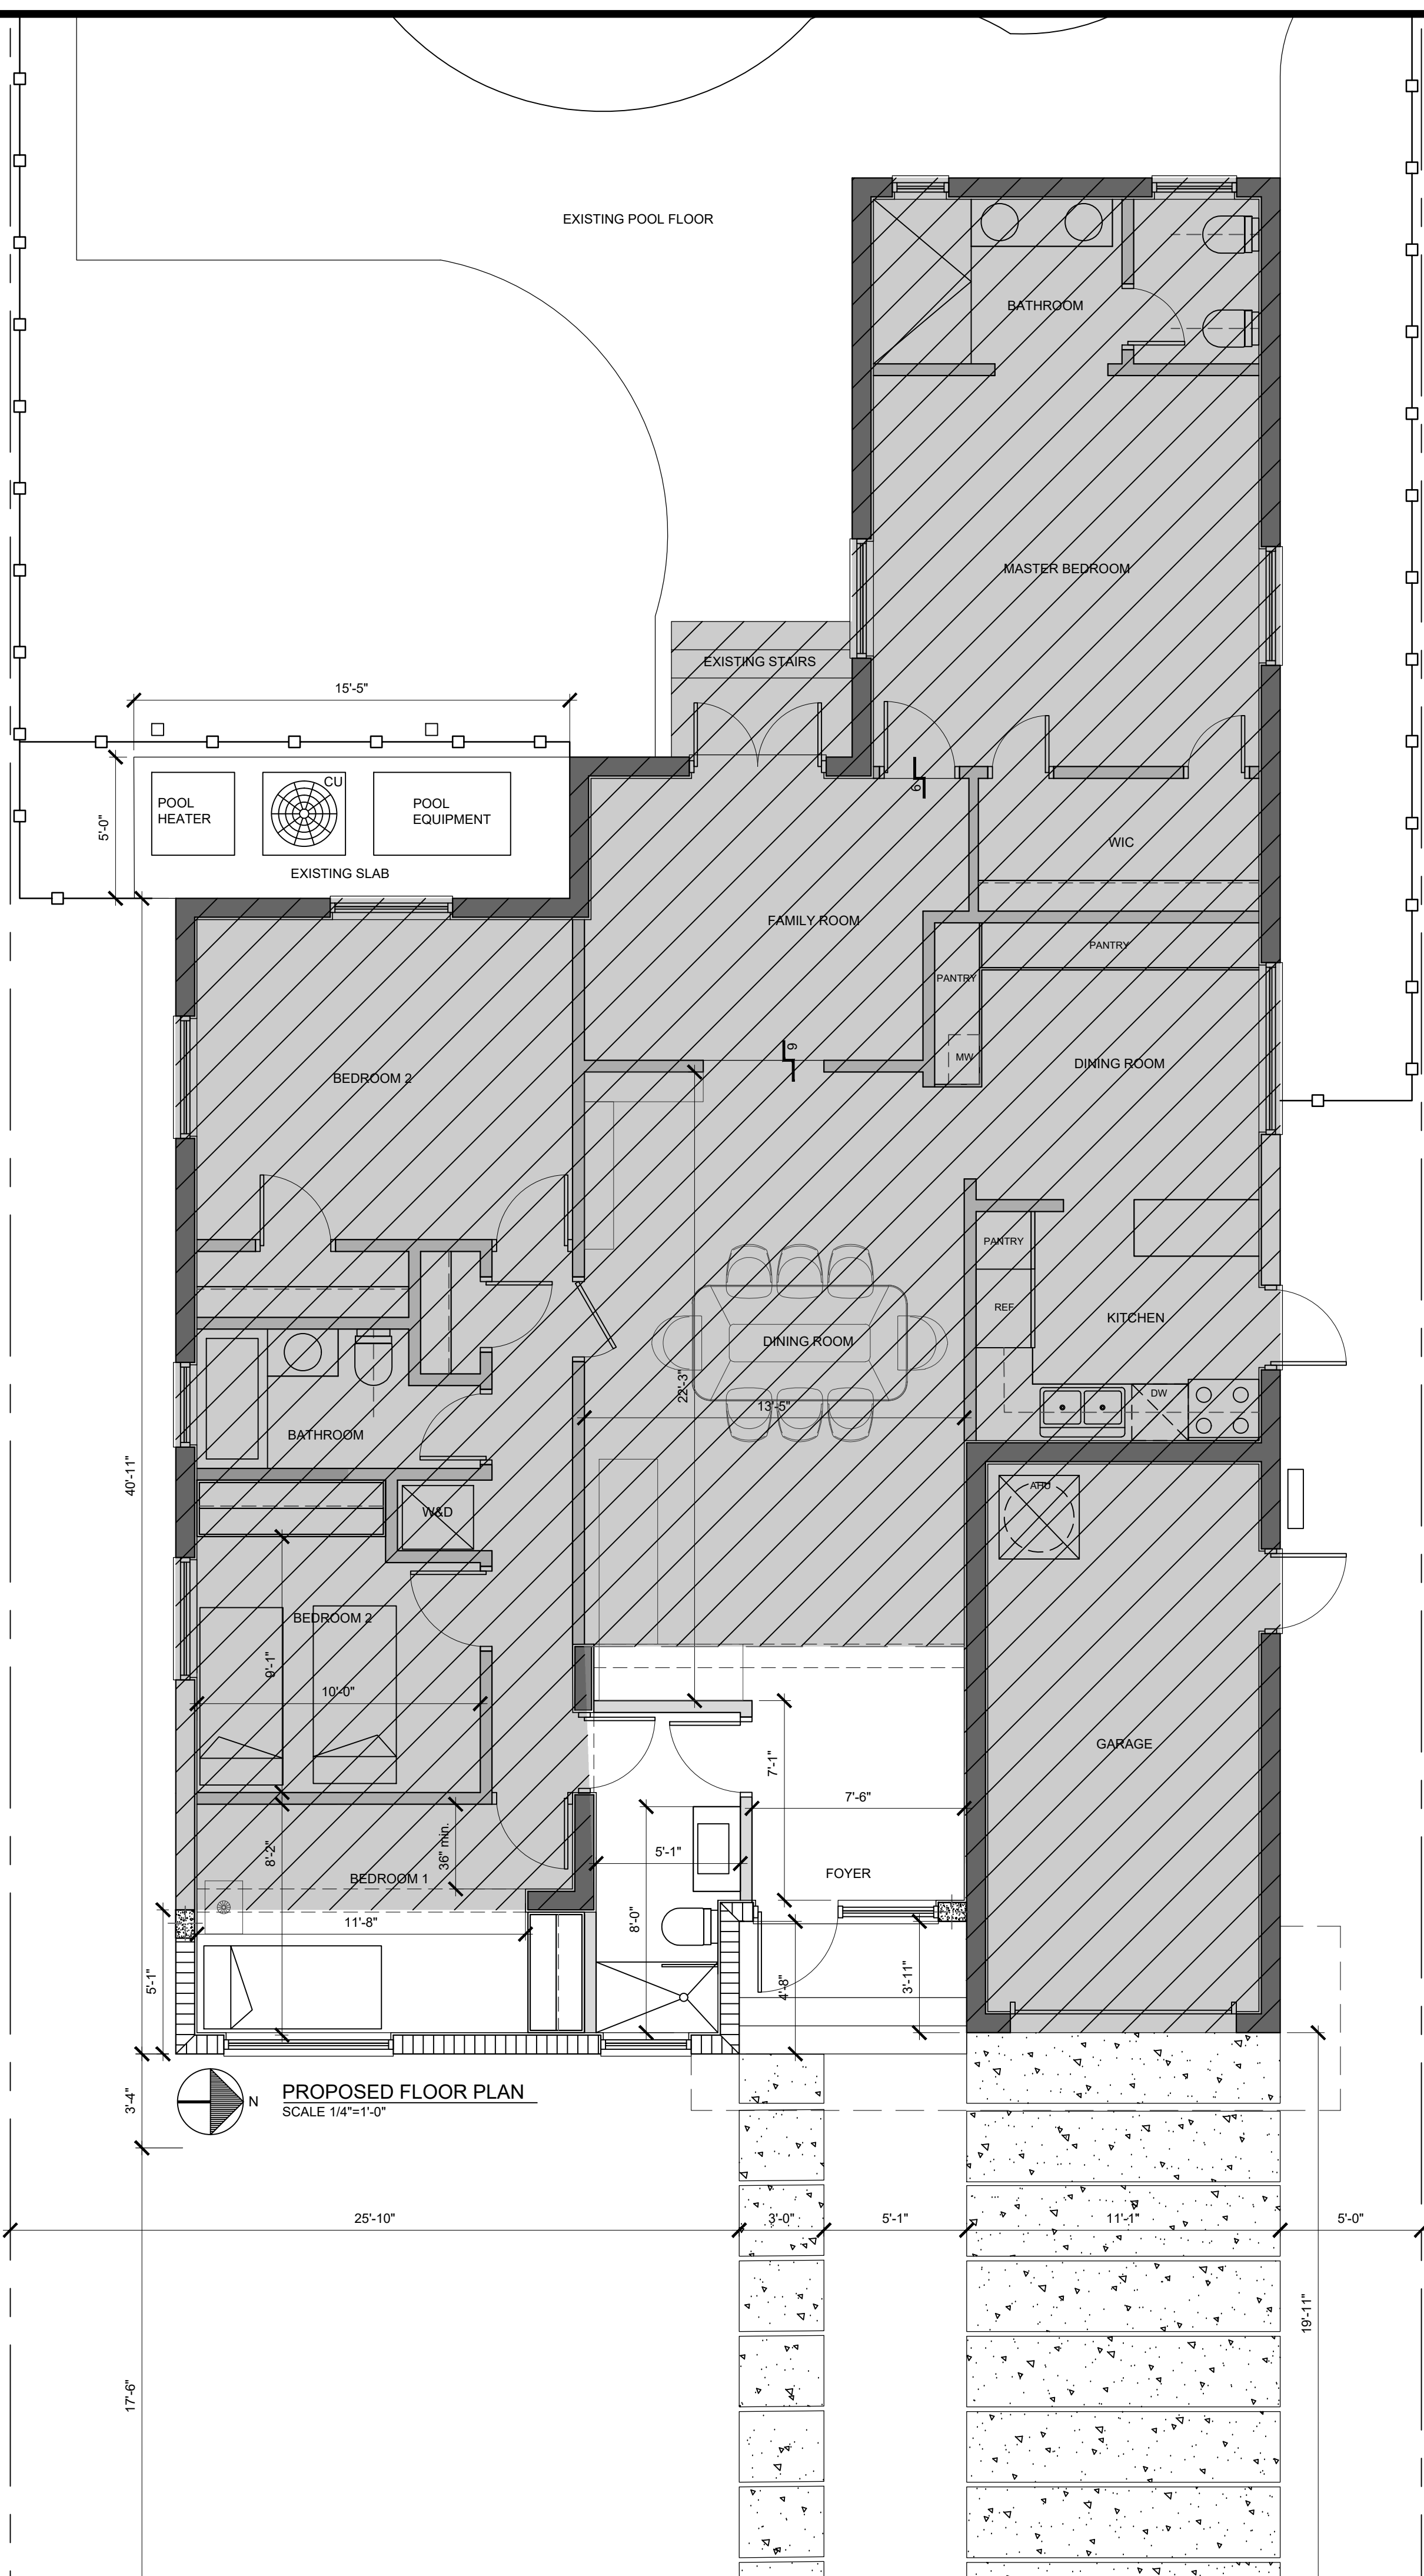 EXISTING POOL FLOOR
BATHROOM
MASTER BEDROOM
EXISTING STAIRS
15'-5"
CU
POOL
HEATER
POOL
EQUIPMENT
5'-0"
EXISTING SLAB
6
WIC
FAMILY ROOM
PANTRY
PANTRY
6
MW
DINING ROOM
BEDROOM 2
PANTRY
REF
KITCHEN
DINING ROOM
22'-3"
13'-5"
DW
BATHROOM
40'-11"
W&D
AHU
BEDROOM 2
9'-1"
10'-0"
GARAGE
7'-1"
7'-6"
8'-2"
36" min.
5'-1"
BEDROOM 1
FOYER
11'-8"
8'-0"
5'-1"
4'-8"
3'-11"
3'-4"
N
PROPOSED FLOOR PLAN
SCALE 1/4"=1'-0"
25'-10"
3'-0"
5'-1"
11'-1"
5'-0"
19'-11"
17'-6"